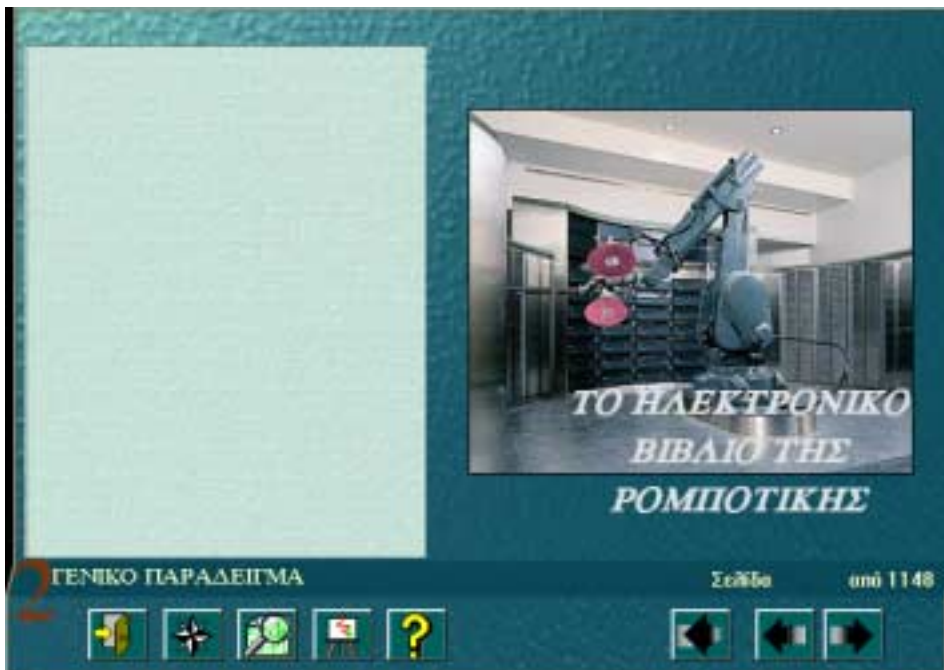 ΤΟ ΗΛΕΚΤΡΟΝΙΚΟ
ΒΙΒΛΙΟ ΤΗΣ
ΡΟΜΠΟΤΙΚΗΣ
2
ΓΕΝΙΚΟ ΠΑΡΑΔΕΙΓΜΑ
Σελίδα από 1148
?